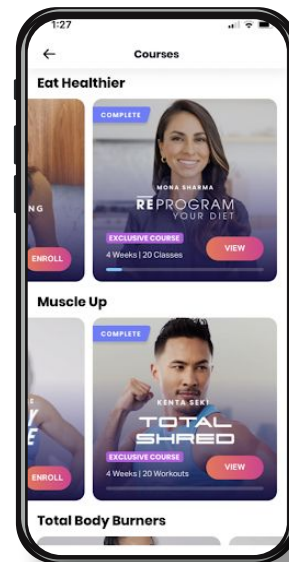 1:27
Courses
Eat Healthier
COMPLETE
MONA SHARMA
REPROGRAM
YOUR DIET
NG
EXCLUSIVE COURSE
4 Weeks | 20 Classes
VIEW
ENROLL
Muscle Up
COMPLETE
KENTA SEKI
TOTAL
SHRED
EXCLUSIVE COURSE
4 Weeks | 20 Workouts
VIEW
ENROLL
Total Body Burners